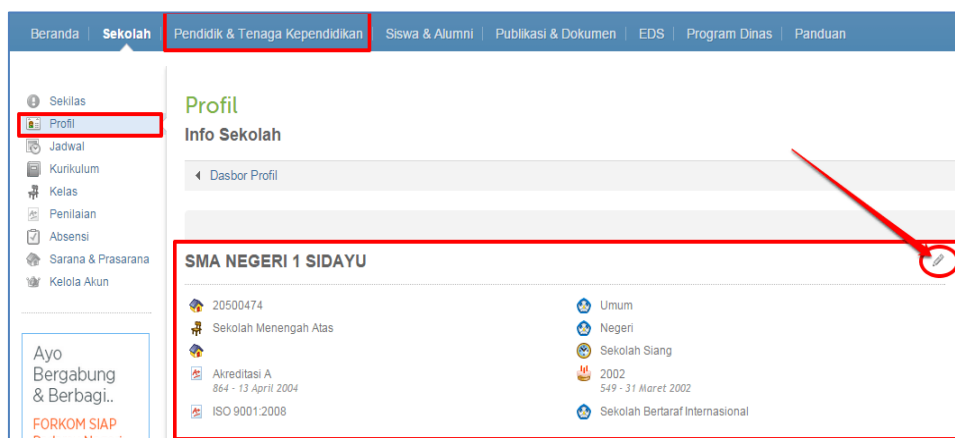 Beranda | Sekolah | Pendidik & Tenaga Kependidikan | Siswa & Alumni | Publikasi & Dokumen | EDS | Program Dinas | Panduan
Sekilas
Profil
Jadwal
Kurikulum
Kelas
Penilaian
Absensi
Sarana & Prasarana
Kelola Akun
Ayo
Bergabung
& Berbagi..
FORKOM SIAP
Profil
Info Sekolah
Dasbor Profil
SMA NEGERI 1 SIDAYU
20500474
Sekolah Menengah Atas
Akreditasi A
864 - 13 April 2004
ISO 9001:2008
Umum
Negeri
Sekolah Siang
2002
549 - 31 Maret 2002
Sekolah Bertaraf Internasional